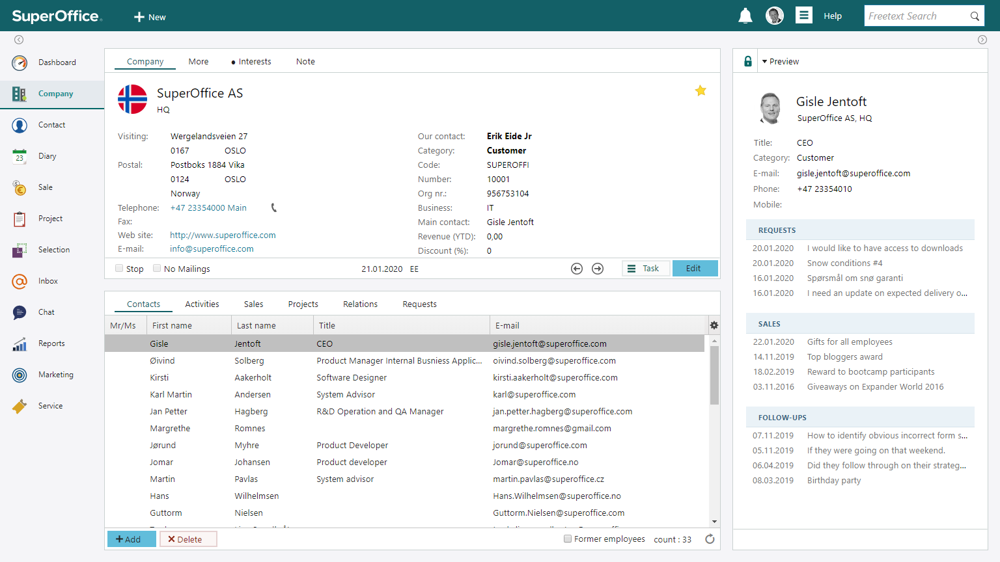 SuperOffice
New
Help
Freetext Search
Dashboard
Company
Contact
23
Diary
Sale
Project
Selection
Inbox
Chat
Reports
Marketing
Service
Company More Interests Note
SuperOffice AS
HQ
Visiting: Wergelandsveien 27
0167 OSLO
Postal: Postboks 1884 Vika
0124 OSLO
Norway
Telephone: +47 23354000 Main
Fax:
Web site: http://www.superoffice.com
E-mail: info@superoffice.com
Our contact: Erik Eide Jr
Category: Customer
Code: SUPEROFFI
Number: 10001
Org nr.: 956753104
Business: IT
Main contact: Gisle Jentoft
Revenue (YTD): 0,00
Discount (%): 0
Stop No Mailings 21.01.2020 EE Task Edit
Contacts Activities Sales Projects Relations Requests
Mr/Ms First name Last name Title E-mail
Gisle Jentoft CEO gisle.jentoft@superoffice.com
Øivind Solberg Product Manager Internal Busniess Applic... oivind.solberg@superoffice.com
Kirsti Aakerholt Software Designer kirsti.aakerholt@superoffice.com
Karl Martin Andersen System Advisor karl@superoffice.com
Jan Petter Hagberg R&D Operation and QA Manager jan.petter.hagberg@superoffice.com
Margrethe Romnes margrethe.romnes@gmail.com
Jørund Myhre Product Developer jorund@superoffice.com
Jomar Johansen Product developer Jomar@superoffice.no
Martin Pavlas System advisor martin.pavlas@superoffice.cz
Hans Wilhelmsen Hans.Wilhelmsen@superoffice.no
Guttorm Nielsen Guttorm.Nielsen@superoffice.com
Add Delete Former employees count : 33
Preview
Gisle Jentoft
SuperOffice AS, HQ
Title: CEO
Category: Customer
E-mail: gisle.jentoft@superoffice.com
Phone: +47 23354010
Mobile:
REQUESTS
20.01.2020 I would like to have access to downloads
20.01.2020 Snow conditions #4
16.01.2020 Spørsmål om snø garanti
16.01.2020 I need an update on expected delivery o...
SALES
22.01.2020 Gifts for all employees
14.11.2019 Top bloggers award
18.02.2019 Reward to bootcamp participants
03.11.2016 Giveaways on Expander World 2016
FOLLOW-UPS
07.11.2019 How to identify obvious incorrect form s...
05.11.2019 If they were going on that weekend.
06.04.2019 Did they follow through on their strateg...
08.03.2019 Birthday party